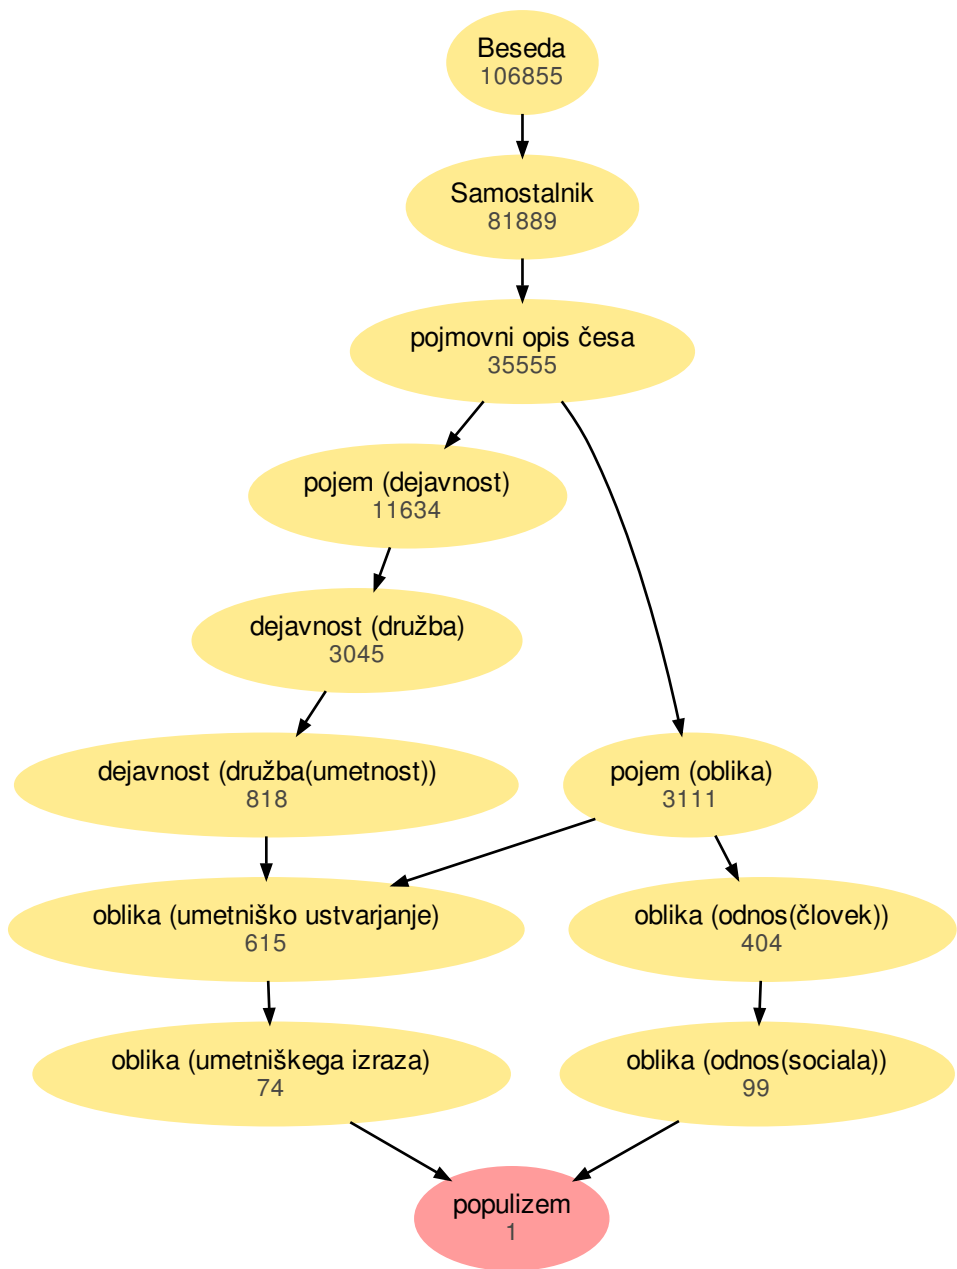 Beseda
106855
Samostalnik
81889
pojmovni opis česa
35555
pojem (dejavnost)
11634
dejavnost (družba)
3045
dejavnost (družba(umetnost))
818
pojem (oblika)
3111
oblika (umetniško ustvarjanje)
615
oblika (odnos(človek))
404
oblika (umetniškega izraza)
74
oblika (odnos(sociala))
99
populizem
1